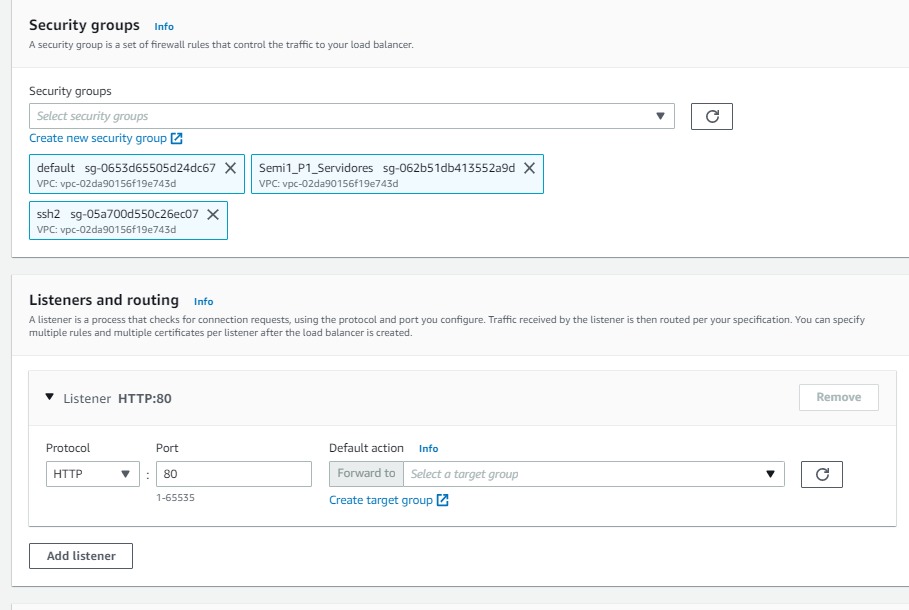 Security groups Info
A security group is a set of firewall rules that control the traffic to your load balancer.
Security groups
Select security groups
Create new security group
default sg-0653d65505d24dc67
VPC: vpc-02da90156f19e743d
Semi1_P1_Servidores sg-062b51db413552a9d
VPC: vpc-02da90156f19e743d
ssh2 sg-05a700d550c26ec07
VPC: vpc-02da90156f19e743d
Listeners and routing Info
A listener is a process that checks for connection requests, using the protocol and port you configure. Traffic received by the listener is then routed per your specification. You can specify
multiple rules and multiple certificates per listener after the load balancer is created.
Listener HTTP:80
Remove
Protocol
Port
Default action Info
HTTP
:
80
Forward to
Select a target group
1-65535
Create target group
Add listener